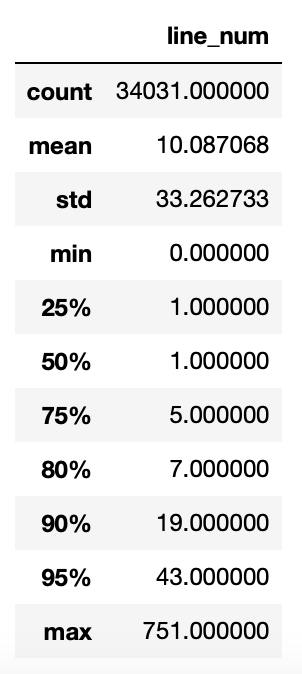 line_num
count 34031.000000
mean 10.087068
std 33.262733
min 0.000000
25% 1.000000
50% 1.000000
75% 5.000000
80% 7.000000
90% 19.000000
95% 43.000000
max 751.000000